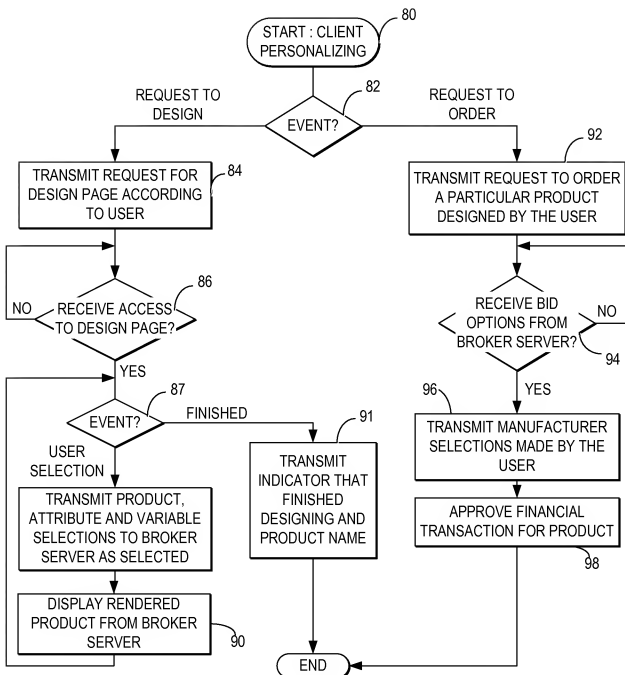 START : CLIENT
PERSONALIZING
80
82
REQUEST TO
DESIGN
EVENT?
REQUEST TO
ORDER
84
TRANSMIT REQUEST FOR
DESIGN PAGE ACCORDING
TO USER
92
TRANSMIT REQUEST TO ORDER
A PARTICULAR PRODUCT
DESIGNED BY THE USER
86
NO
RECEIVE ACCESS
TO DESIGN PAGE?
YES
RECEIVE BID
OPTIONS FROM
BROKER SERVER?
NO
94
YES
87
EVENT?
FINISHED
USER
SELECTION
91
TRANSMIT
INDICATOR THAT
FINISHED
DESIGNING AND
PRODUCT NAME
96
TRANSMIT MANUFACTURER
SELECTIONS MADE BY THE
USER
TRANSMIT PRODUCT,
ATTRIBUTE AND VARIABLE
SELECTIONS TO BROKER
SERVER AS SELECTED
APPROVE FINANCIAL
TRANSACTION FOR PRODUCT
98
DISPLAY RENDERED
PRODUCT FROM BROKER
SERVER
90
END